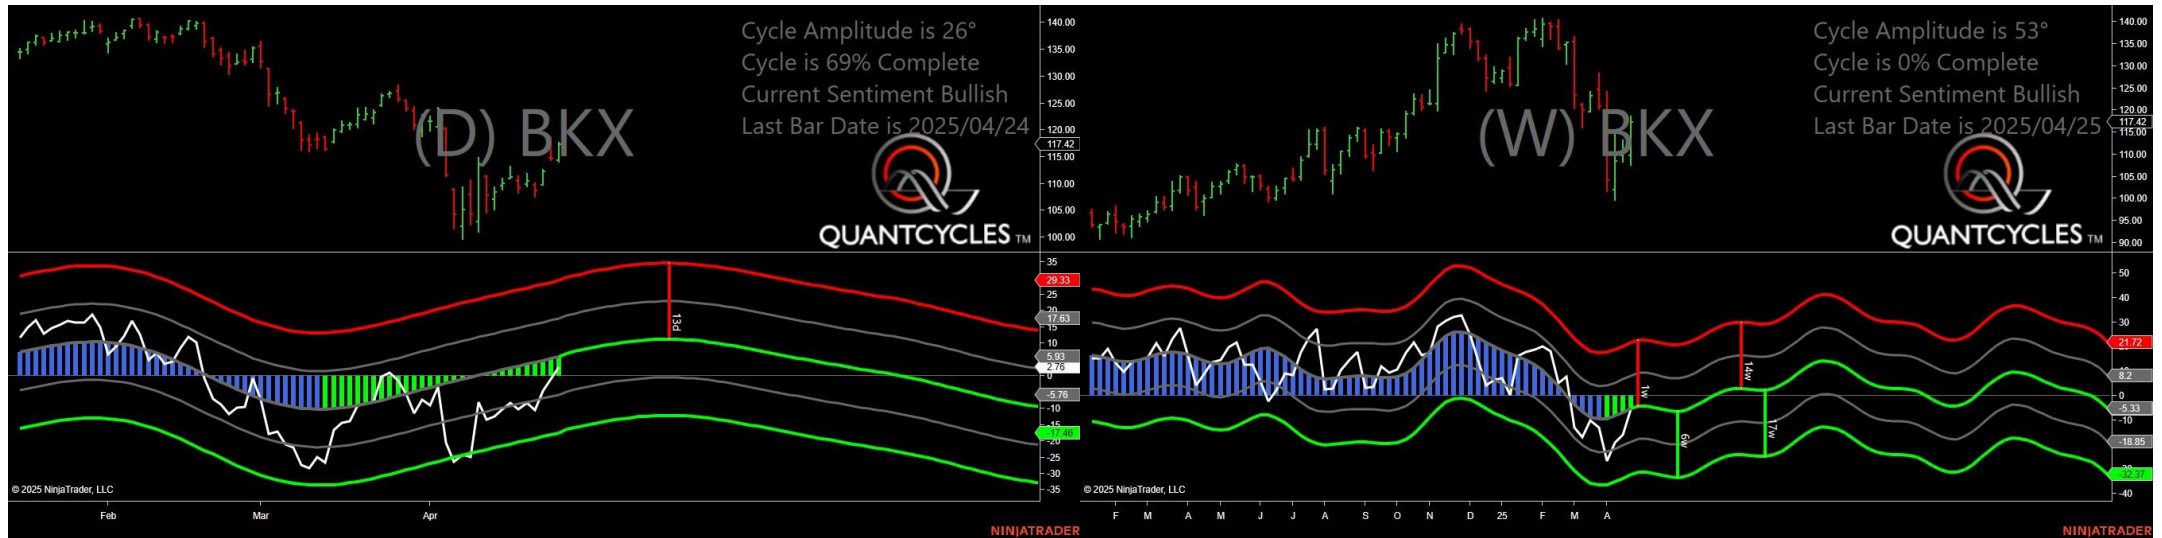 Cycle Amplitude is 26°
Cycle is 69% Complete
Current Sentiment Bullish
Last Bar Date is 2025/04/24
(D) BKX
QUANTCYCLES TM
140.00
135.00
130.00
125.00
120.00
117.42
115.00
110.00
105.00
100.00
35
29.33
25
20
17.63
15
10
5.93
2.76
0
-5.76
-10
-15
-17.46
-20
-25
-30
-35
13d
© 2025 NinjaTrader, LLC
Feb Mar Apr
NINJATRADER
Cycle Amplitude is 53°
Cycle is 0% Complete
Current Sentiment Bullish
Last Bar Date is 2025/04/25
(W) BKX
QUANTCYCLES TM
140.00
135.00
130.00
125.00
120.00
117.42
115.00
110.00
105.00
100.00
95.00
90.00
50
40
30
21.72
8.2
0
-5.33
-10
-18.85
-32.37
-40
1w
6w
14w
17w
© 2025 NinjaTrader, LLC
F M A M J J A S O N D 25 F M A
NINJATRADER